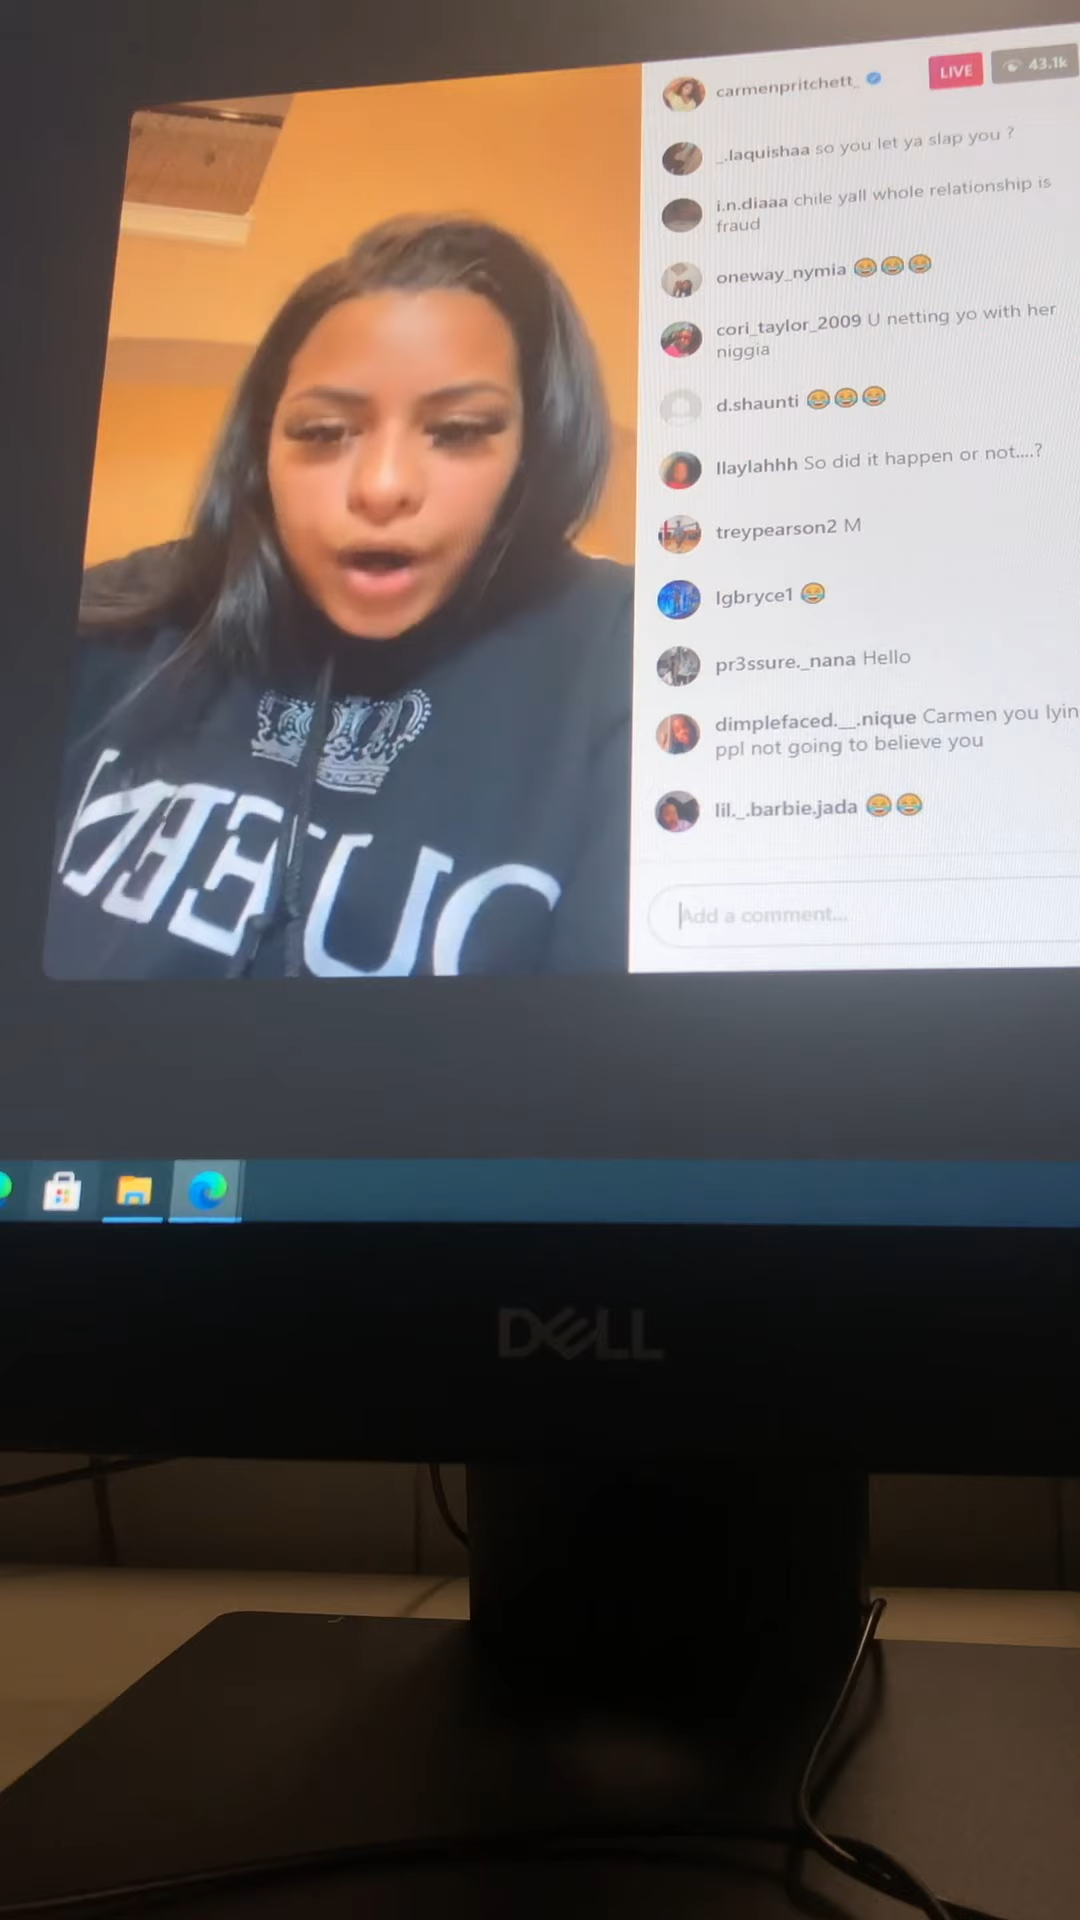 carmenpritchett_
LIVE
43.1k
_.laquishaa so you let ya slap you ?
i.n.diaaa chile yall whole relationship is
fraud
oneway_nymia 😂😂😂
cori_taylor_2009 U netting yo with her
niggia
d.shaunti 😂😂😂
llaylahhh So did it happen or not....?
treypearson2 M
lgbryce1 😂
pr3ssure._nana Hello
dimplefaced.__.nique Carmen you lyin
ppl not going to believe you
lil._.barbie.jada 😂😂
Add a comment...
QUEEN
DELL